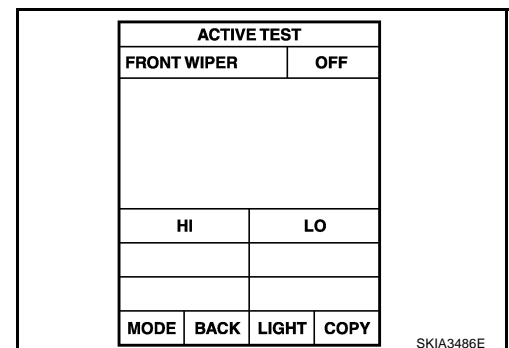 ACTIVE TEST
FRONT WIPER OFF
HI LO
MODE BACK LIGHT COPY
SKIA3486E